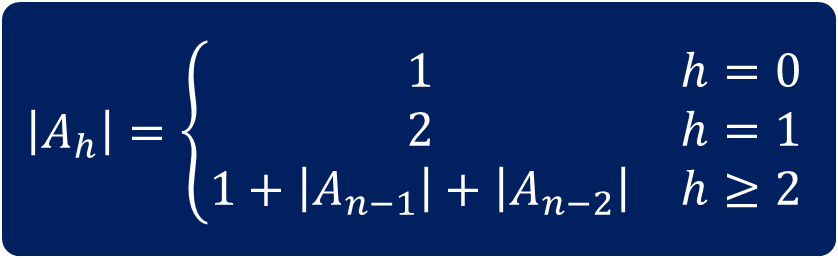 1 h = 0
|A_h| = { 2 h = 1
1 + |A_{n−1}| + |A_{n−2}| h ≥ 2